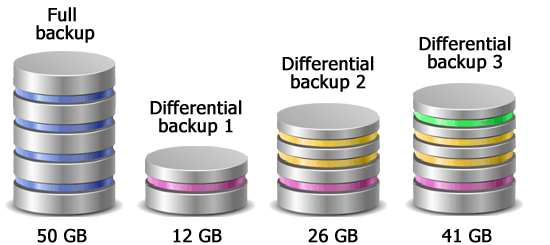 Full
backup
Differential
backup 1
Differential
backup 2
Differential
backup 3
50 GB
12 GB
26 GB
41 GB